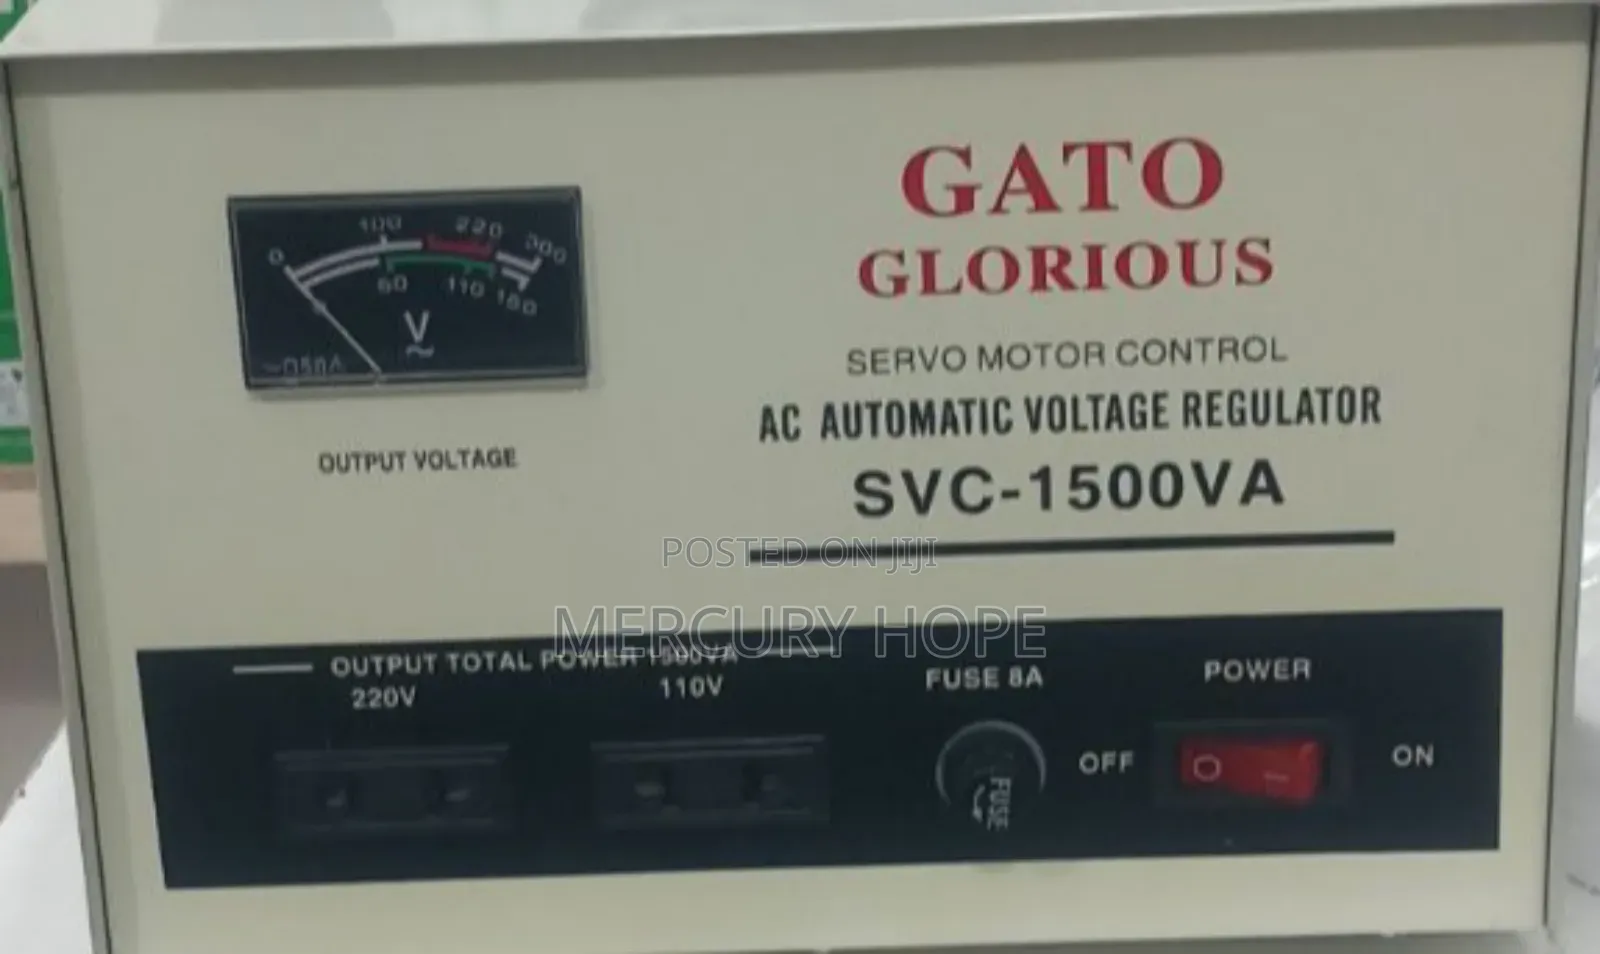 GATO
GLORIOUS
SERVO MOTOR CONTROL
AC AUTOMATIC VOLTAGE REGULATOR
SVC-1500VA
0 100 220 300
60 110
V
~
OUTPUT VOLTAGE
POSTED ON JIJI
MERCURY HOPE
OUTPUT TOTAL POWER 1500VA
220V
110V
FUSE 8A
POWER
OFF
ON
FUSE